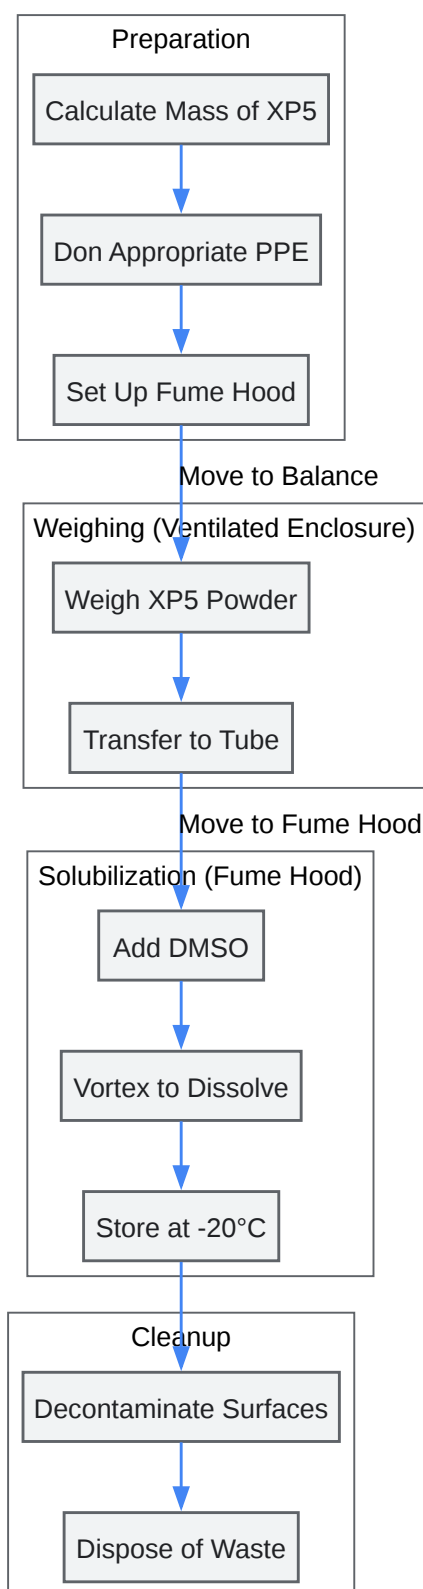 Preparation
Calculate Mass of XP5
Don Appropriate PPE
Set Up Fume Hood
Move to Balance
Weighing (Ventilated Enclosure)
Weigh XP5 Powder
Transfer to Tube
Move to Fume Hood
Solubilization (Fume Hood)
Add DMSO
Vortex to Dissolve
Store at -20°C
Cleanup
Decontaminate Surfaces
Dispose of Waste